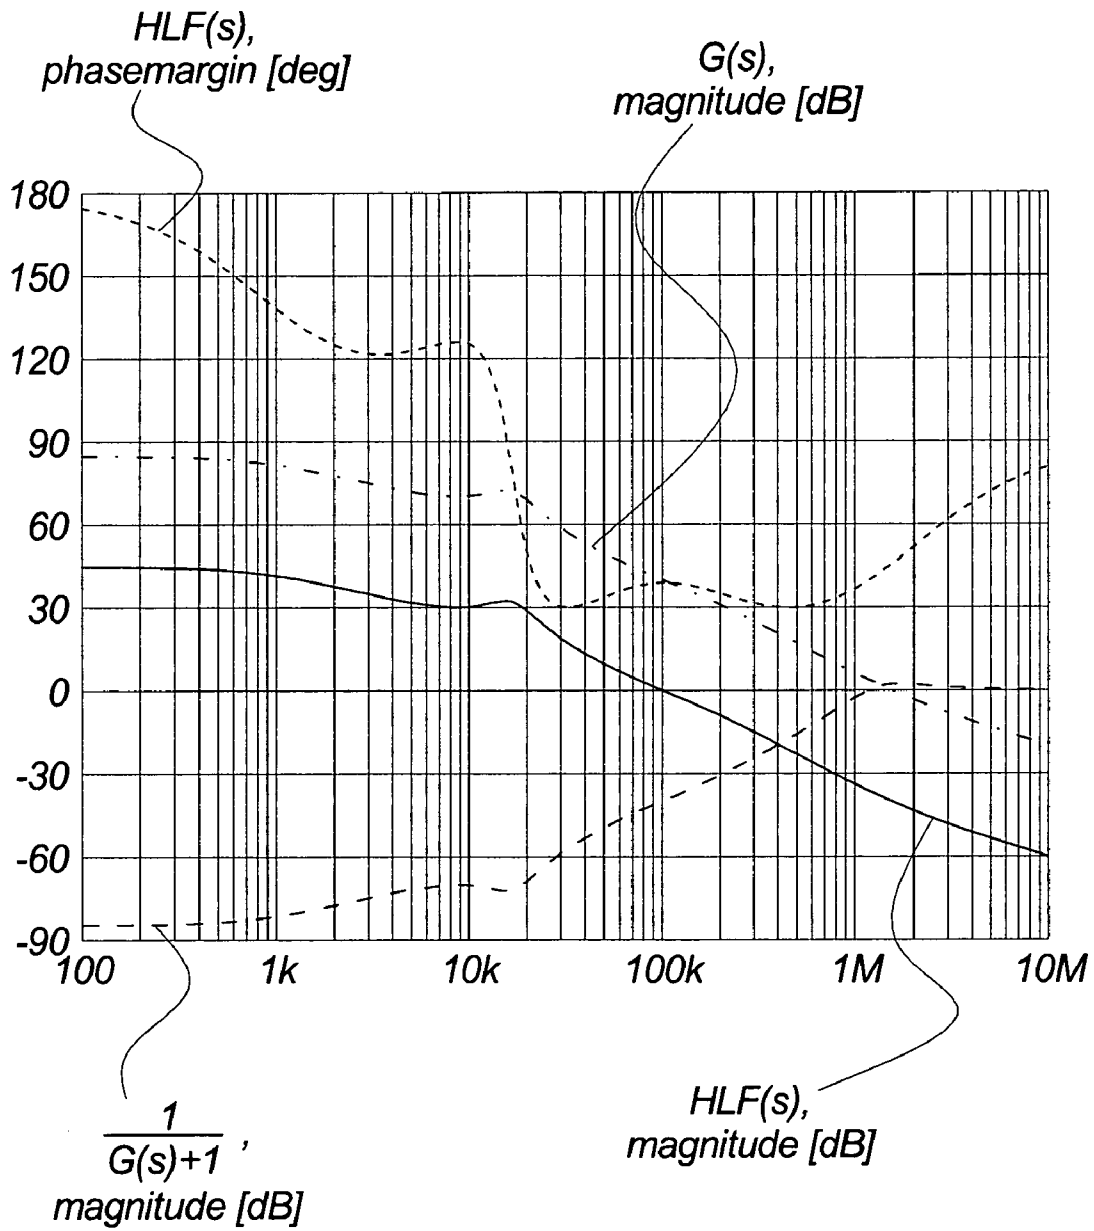 HLF(s),
phasemargin [deg]
G(s),
magnitude [dB]
180
150
120
90
60
30
0
-30
-60
-90
100 1k 10k 100k 1M 10M
1
G(s)+1 ,
magnitude [dB]
HLF(s),
magnitude [dB]